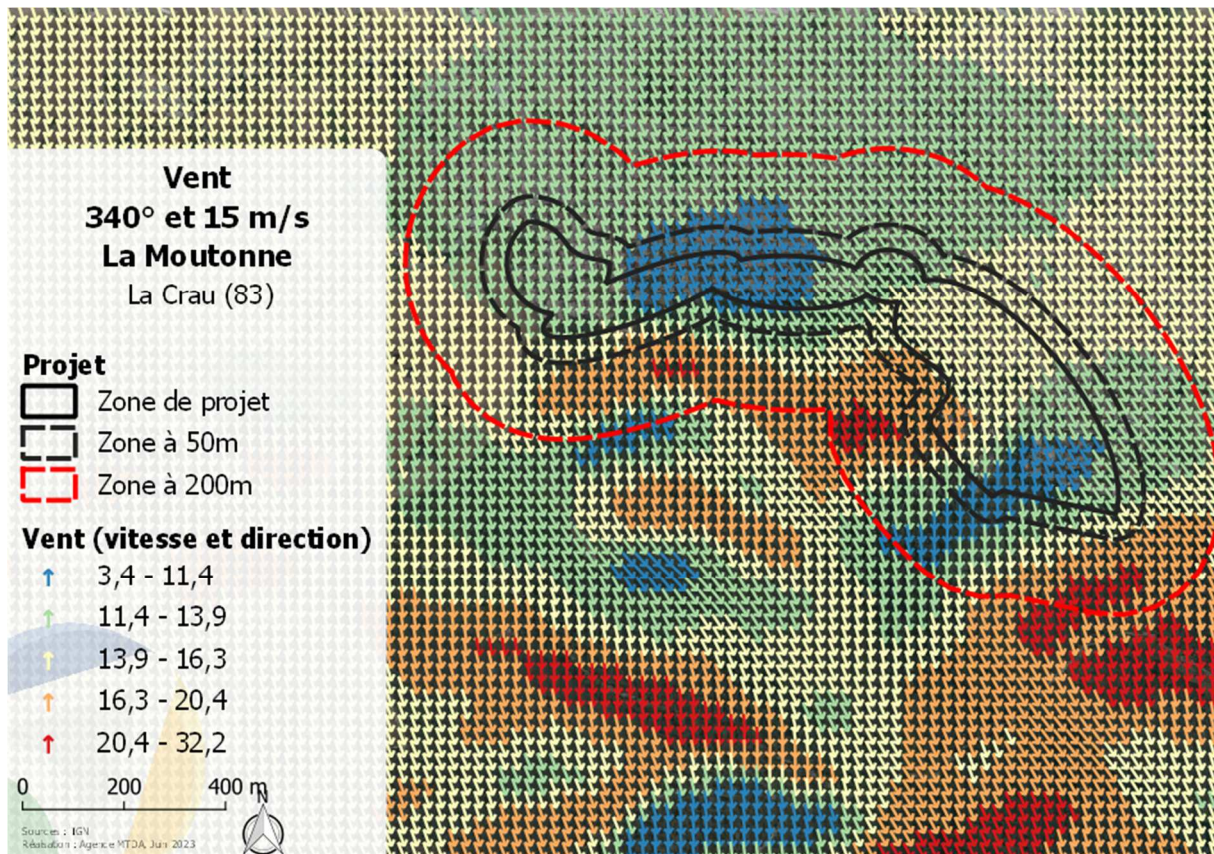 Vent
340° et 15 m/s
La Moutonne
La Crau (83)
Projet
Zone de projet
Zone à 50m
Zone à 200m
Vent (vitesse et direction)
3,4 - 11,4
11,4 - 13,9
13,9 - 16,3
16,3 - 20,4
20,4 - 32,2
0 200 400 m
N
Sources : IGN
Réalisation : Agence MTDA, Juin 2023